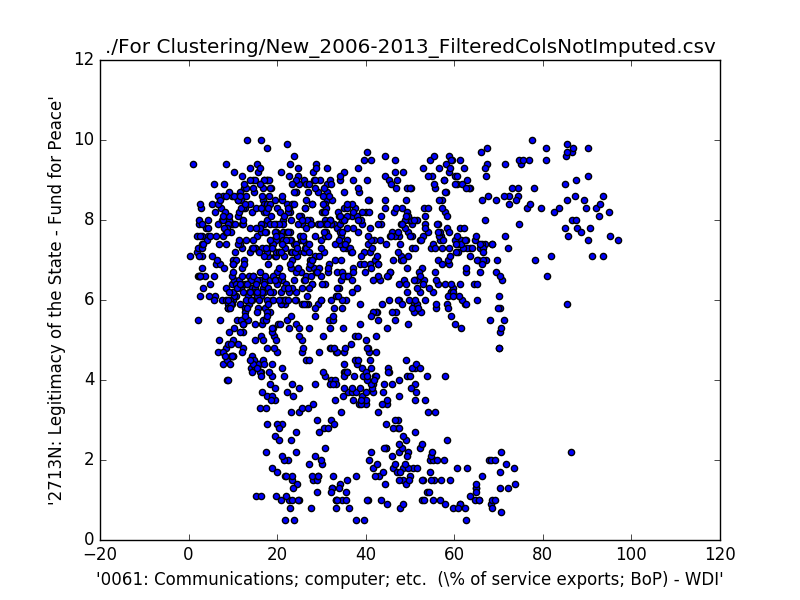 ./For Clustering/New_2006-2013_FilteredColsNotImputed.csv
12
10
8
6
4
2
0
−20 0 20 40 60 80 100 120
'2713N: Legitimacy of the State - Fund for Peace'
'0061: Communications; computer; etc.  (\% of service exports; BoP) - WDI'